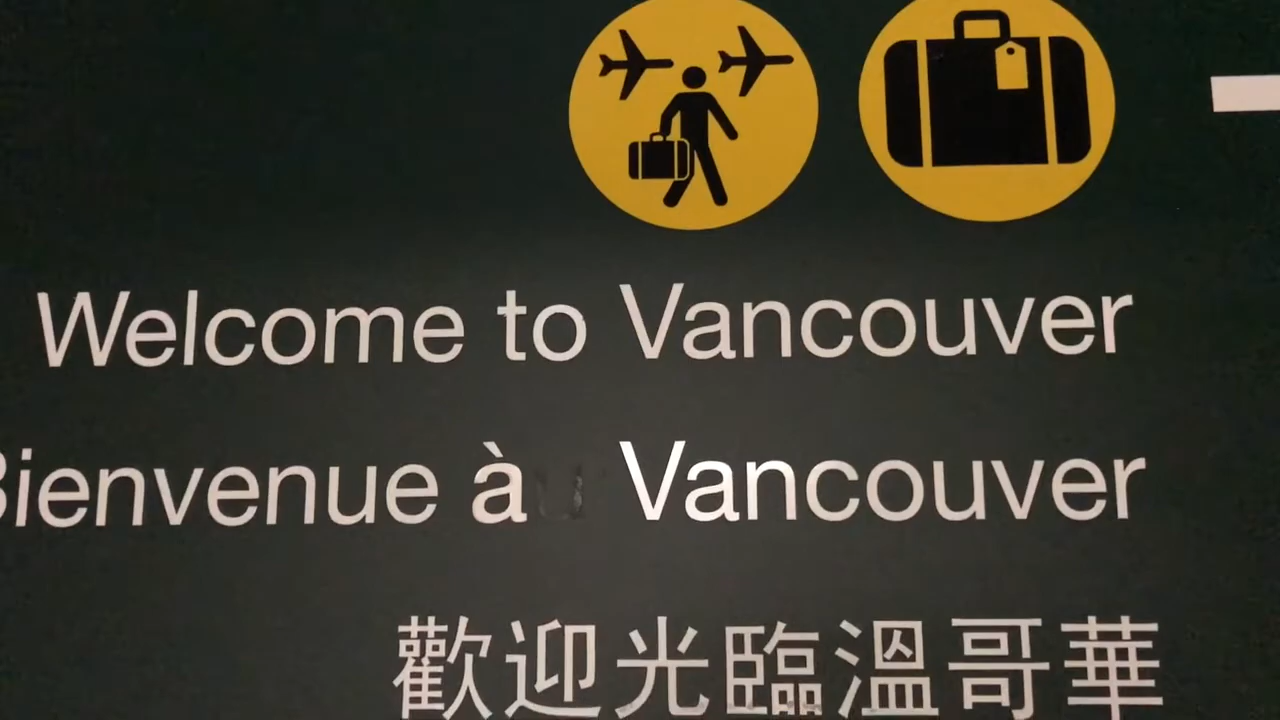 Welcome to Vancouver
Bienvenue à Vancouver
歡迎光臨溫哥華